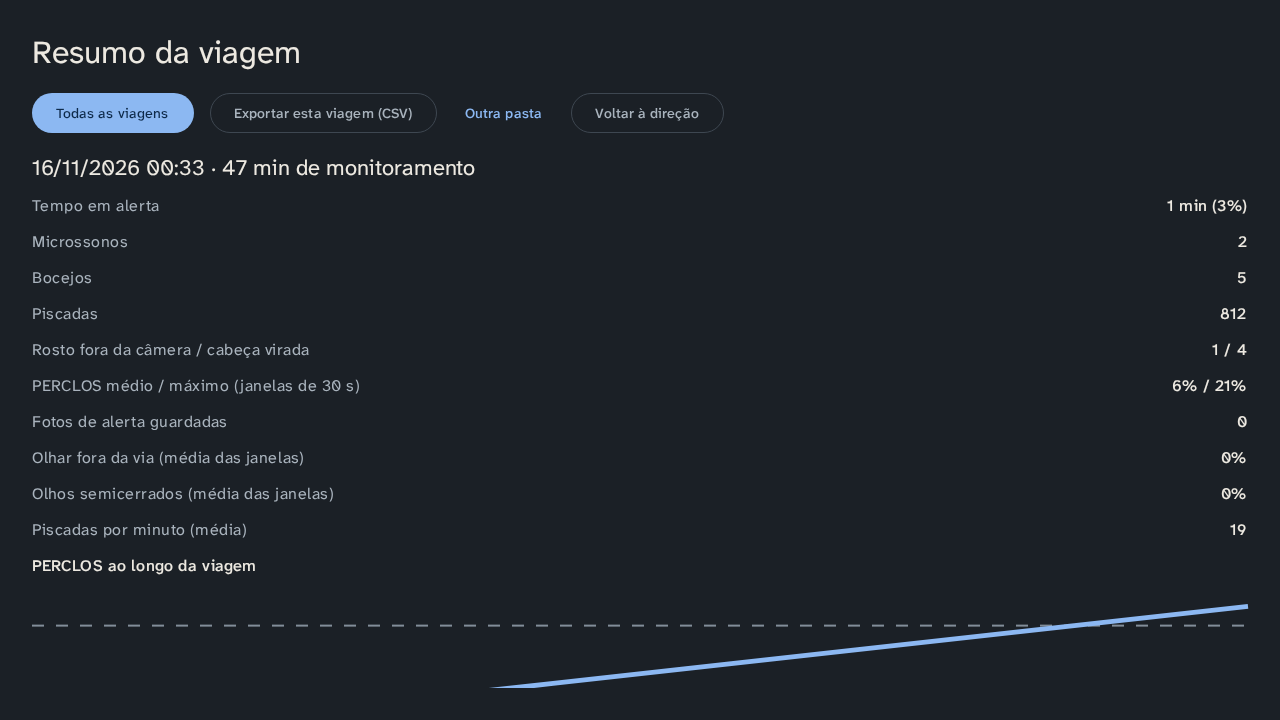 Resumo da viagem
Todas as viagens
Exportar esta viagem (CSV)
Outra pasta
Voltar à direção
16/11/2026 00:33 · 47 min de monitoramento
Tempo em alerta 1 min (3%)
Microssonos 2
Bocejos 5
Piscadas 812
Rosto fora da câmera / cabeça virada 1 / 4
PERCLOS médio / máximo (janelas de 30 s) 6% / 21%
Fotos de alerta guardadas 0
Olhar fora da via (média das janelas) 0%
Olhos semicerrados (média das janelas) 0%
Piscadas por minuto (média) 19
PERCLOS ao longo da viagem